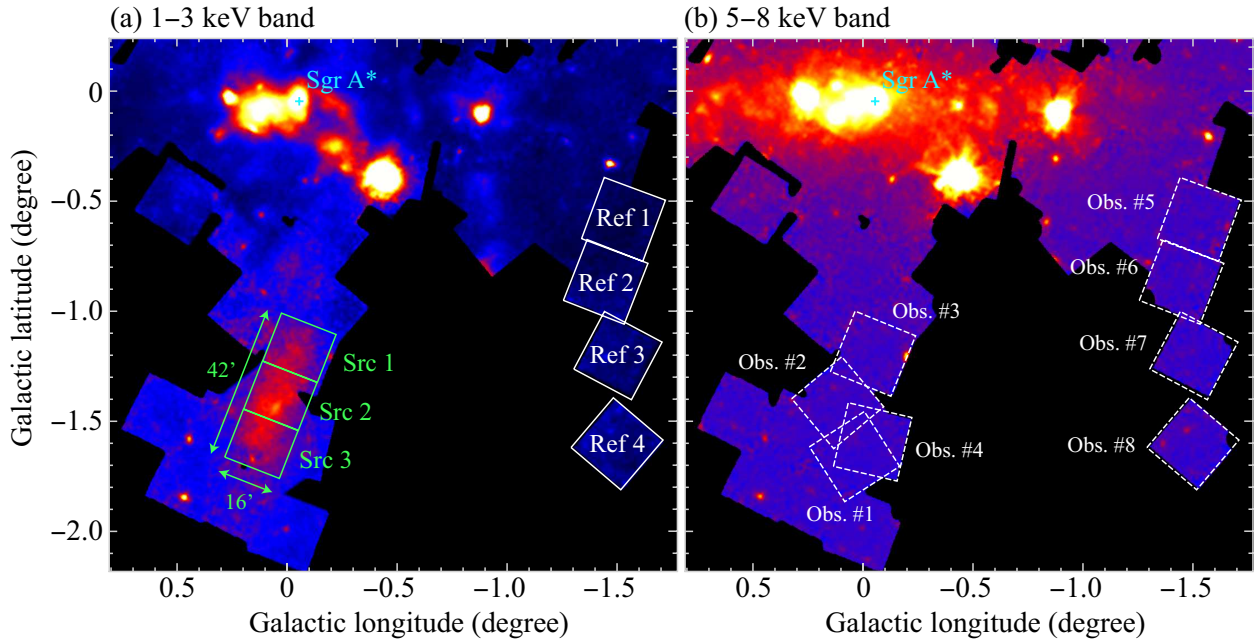 (a) 1−3 keV band
(b) 5−8 keV band
Sgr A*
Sgr A*
0
−0.5
−1.0
−1.5
−2.0
Galactic latitude (degree)
Ref 1
Ref 2
Ref 3
Ref 4
42’
16’
Src 1
Src 2
Src 3
Obs. #5
Obs. #6
Obs. #3
Obs. #7
Obs. #2
Obs. #4
Obs. #8
Obs. #1
0.5 0 −0.5 −1.0 −1.5
0.5 0 −0.5 −1.0 −1.5
Galactic longitude (degree)
Galactic longitude (degree)